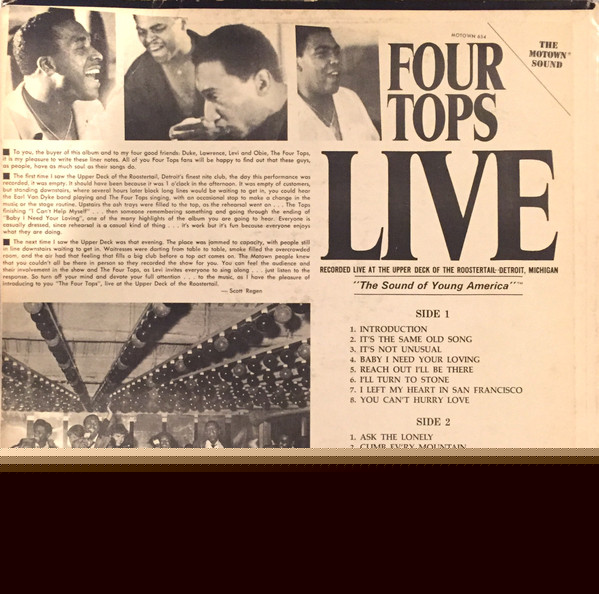 MOTOWN 654
THE
MOTOWN
SOUND
FOUR
TOPS
LIVE
RECORDED LIVE AT THE UPPER DECK OF THE ROOSTERTAIL–DETROIT, MICHIGAN
"The Sound of Young America"™
To you, the buyer of this album and to my four good friends: Duke, Lawrence, Levi and Obie, The Four Tops,
it is my pleasure to write these liner notes. All of you Four Tops fans will be happy to find out that these guys,
as people, have as much soul as their songs do.
The first time I saw the Upper Deck of the Roostertail, Detroit's finest nite club, the day this performance was
recorded, it was empty. It should have been because it was 1 o'clock in the afternoon. It was empty of customers,
but standing downstairs, where several hours later block long lines would be waiting to get in, you could hear
the Earl Van Dyke band playing and The Four Tops singing, with an occasional stop to make a change in the
music or the stage routine. Upstairs the ash trays were filled to the top, as the rehearsal went on . . . The Tops
finishing "I Can't Help Myself" . . . then someone remembering something and going through the ending of
"Baby I Need Your Loving", one of the many highlights of the album you are going to hear. Everyone is
casually dressed, since rehearsal is a casual kind of thing . . . it's work but it's fun because everyone enjoys
what they are doing.
The next time I saw the Upper Deck was that evening. The place was jammed to capacity, with people still
in line downstairs waiting to get in. Waitresses were darting from table to table, smoke filled the overcrowded
room, and the air had that feeling that fills a big club before a top act comes on. The Motown people knew
that you couldn't all be there in person so they recorded the show for you. You can feel the audience and
their involvement in the show and The Four Tops, as Levi invites everyone to sing along . . . just listen to the
response. So turn off your mind and devote your full attention . . . to the music, as I have the pleasure of
introducing to you "The Four Tops", live at the Upper Deck of the Roostertail.
— Scott Regen
SIDE 1
1. INTRODUCTION
2. IT'S THE SAME OLD SONG
3. IT'S NOT UNUSUAL
4. BABY I NEED YOUR LOVING
5. REACH OUT I'LL BE THERE
6. I'LL TURN TO STONE
7. I LEFT MY HEART IN SAN FRANCISCO
8. YOU CAN'T HURRY LOVE
SIDE 2
1. ASK THE LONELY
2. CLIMB EV'RY MOUNTAIN